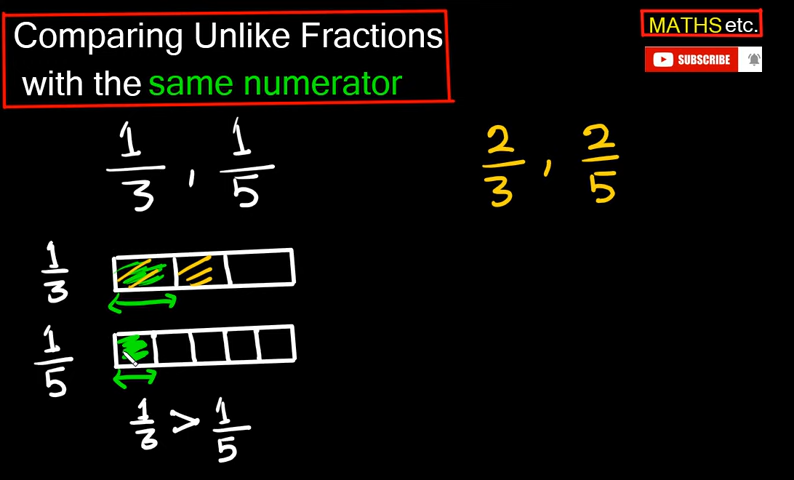 Comparing Unlike Fractions
with the same numerator
MATHS etc.
SUBSCRIBE
1/3 , 1/5
2/3 , 2/5
1/3
1/5
1/3 > 1/5